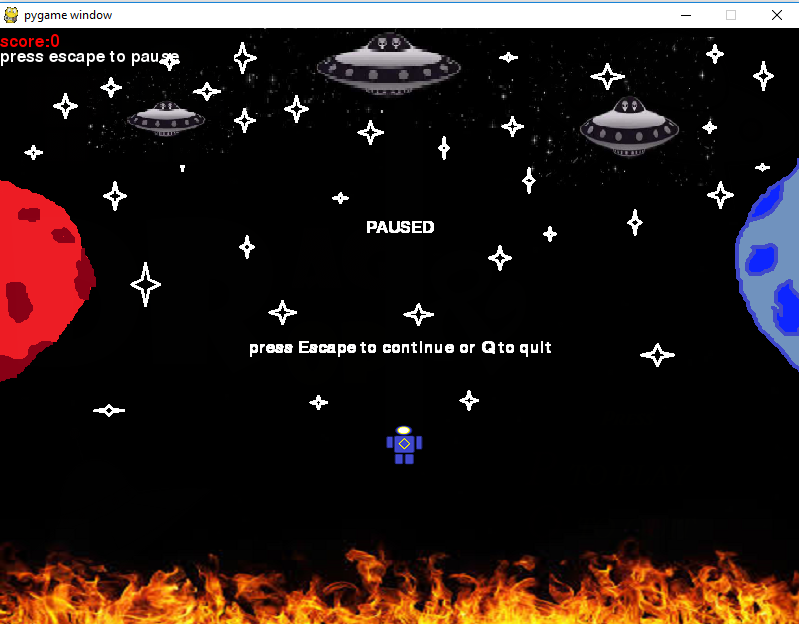 pygame window
score:0
press escape to pause
PAUSED
press Escape to continue or Q to quit